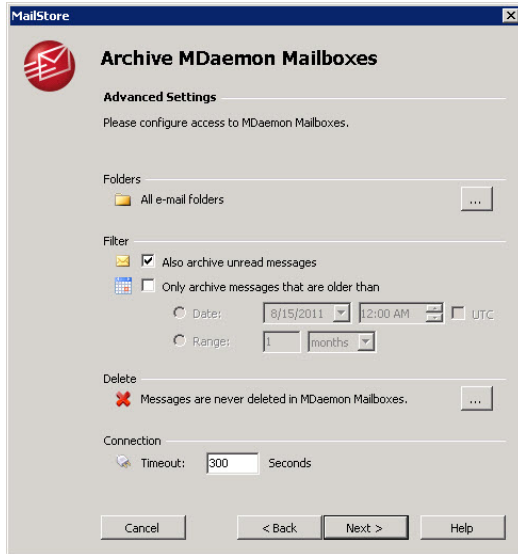 MailStore
Archive MDaemon Mailboxes
Advanced Settings
Please configure access to MDaemon Mailboxes.
Folders
All e-mail folders ...
Filter
Also archive unread messages
Only archive messages that are older than
Date: 8/15/2011 12:00 AM UTC
Range: 1 months
Delete
Messages are never deleted in MDaemon Mailboxes. ...
Connection
Timeout: 300 Seconds
Cancel < Back Next > Help